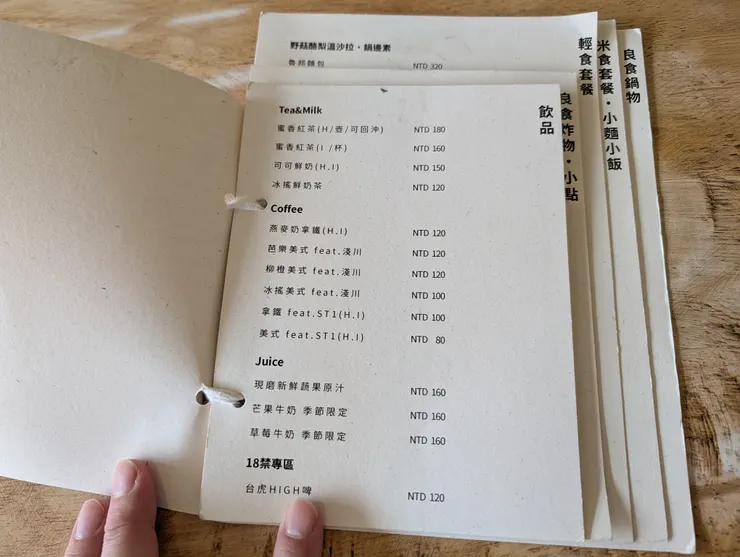 野菇酪梨溫沙拉・鍋邊素
魯邦麵包 NTD 320
輕食套餐
米食套餐・小麵小飯
良食鍋物
良食炸物・小點
飲品
Tea&Milk
蜜香紅茶(H/壺/可回沖) NTD 180
蜜香紅茶(I /杯) NTD 160
可可鮮奶(H.I) NTD 150
冰搖鮮奶茶 NTD 120
Coffee
燕麥奶拿鐵(H.I) NTD 120
芭樂美式 feat.淺川 NTD 120
柳橙美式 feat.淺川 NTD 120
冰搖美式 feat.淺川 NTD 100
拿鐵 feat.ST1(H.I) NTD 100
美式 feat.ST1(H.I) NTD 80
Juice
現磨新鮮蔬果原汁 NTD 160
芒果牛奶 季節限定 NTD 160
草莓牛奶 季節限定 NTD 160
18禁專區
台虎HIGH啤 NTD 120